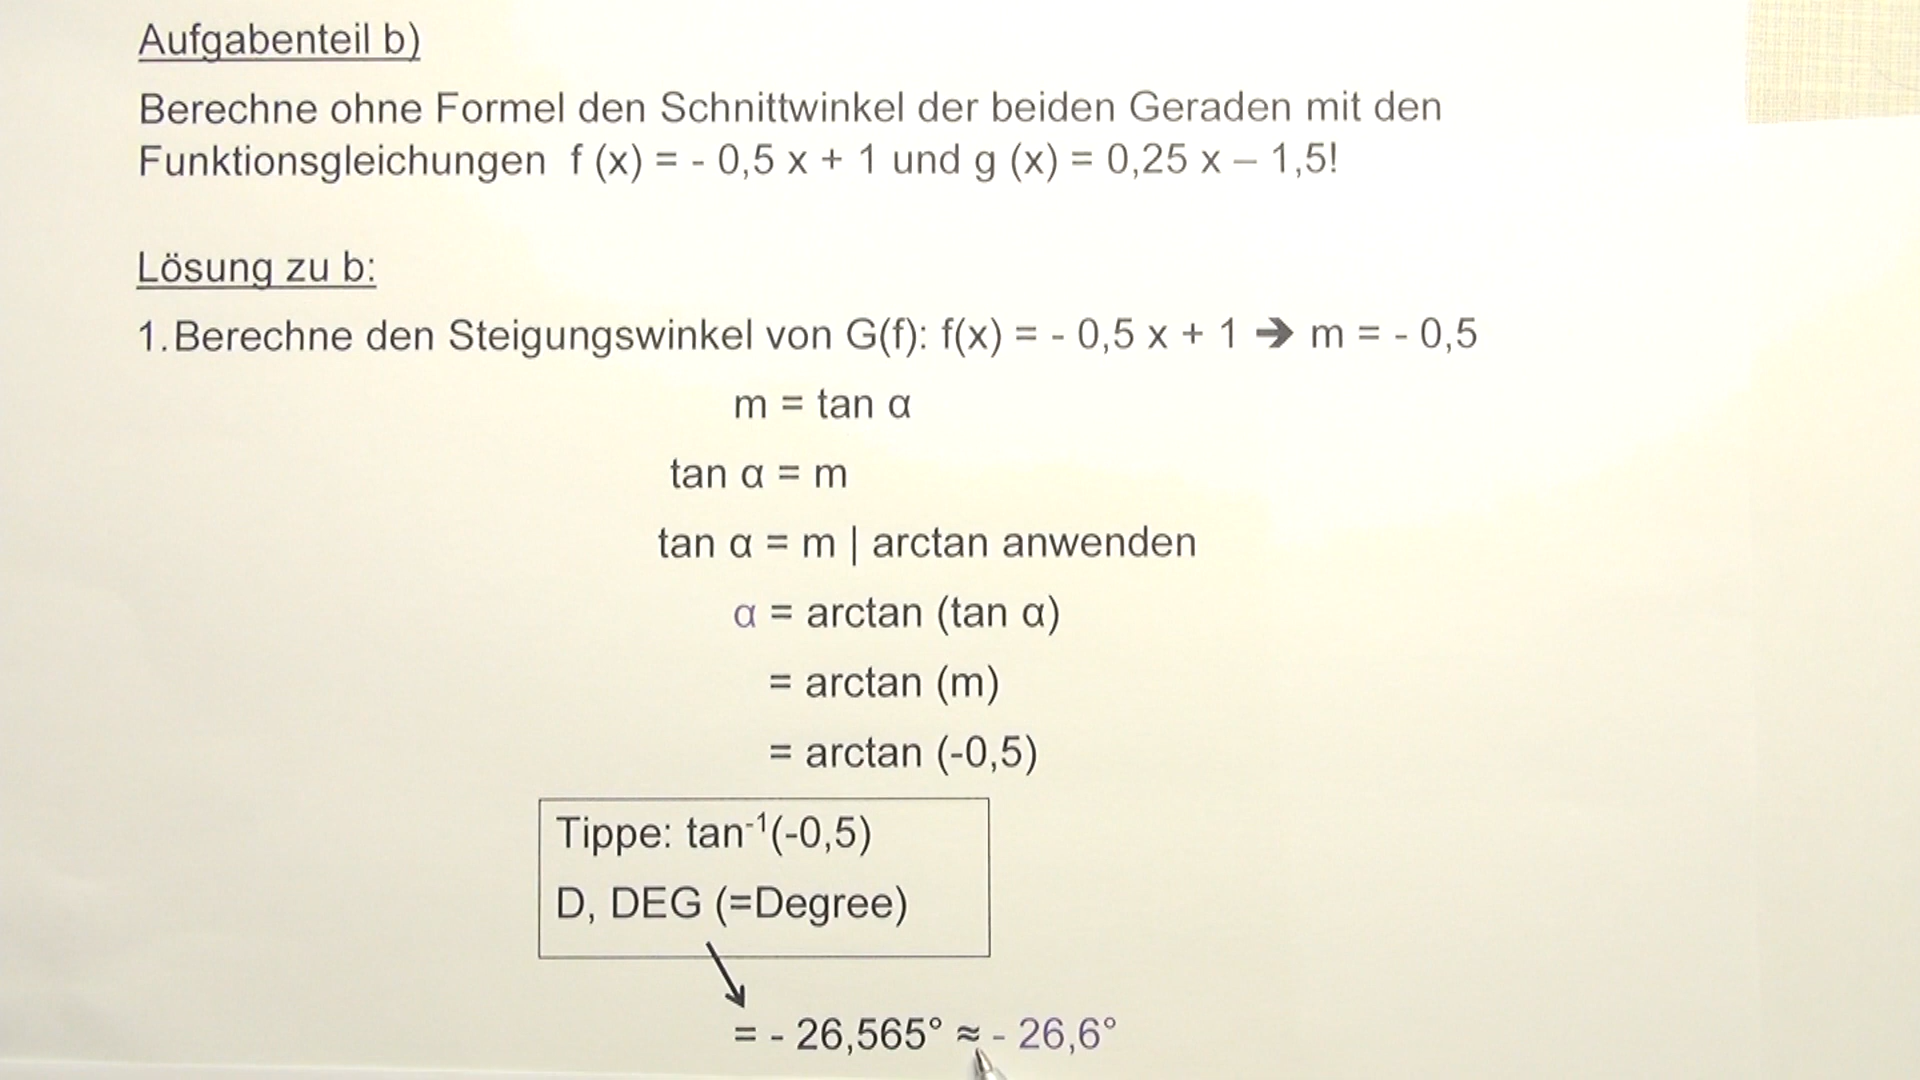 Aufgabenteil b)
Berechne ohne Formel den Schnittwinkel der beiden Geraden mit den
Funktionsgleichungen f (x) = - 0,5 x + 1 und g (x) = 0,25 x – 1,5!
Lösung zu b:
1. Berechne den Steigungswinkel von G(f): f(x) = - 0,5 x + 1 ➔ m = - 0,5
m = tan α
tan α = m
tan α = m | arctan anwenden
α = arctan (tan α)
= arctan (m)
= arctan (-0,5)
Tippe: tan⁻¹(-0,5)
D, DEG (=Degree)
= - 26,565° ≈ - 26,6°